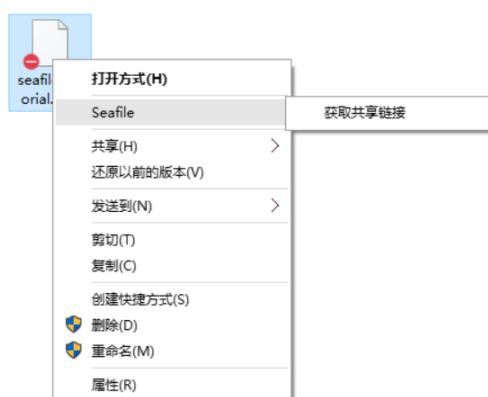 seafil
orial.
打开方式(H)
Seafile
获取共享链接
共享(H)
还原以前的版本(V)
发送到(N)
剪切(T)
复制(C)
创建快捷方式(S)
删除(D)
重命名(M)
属性(R)